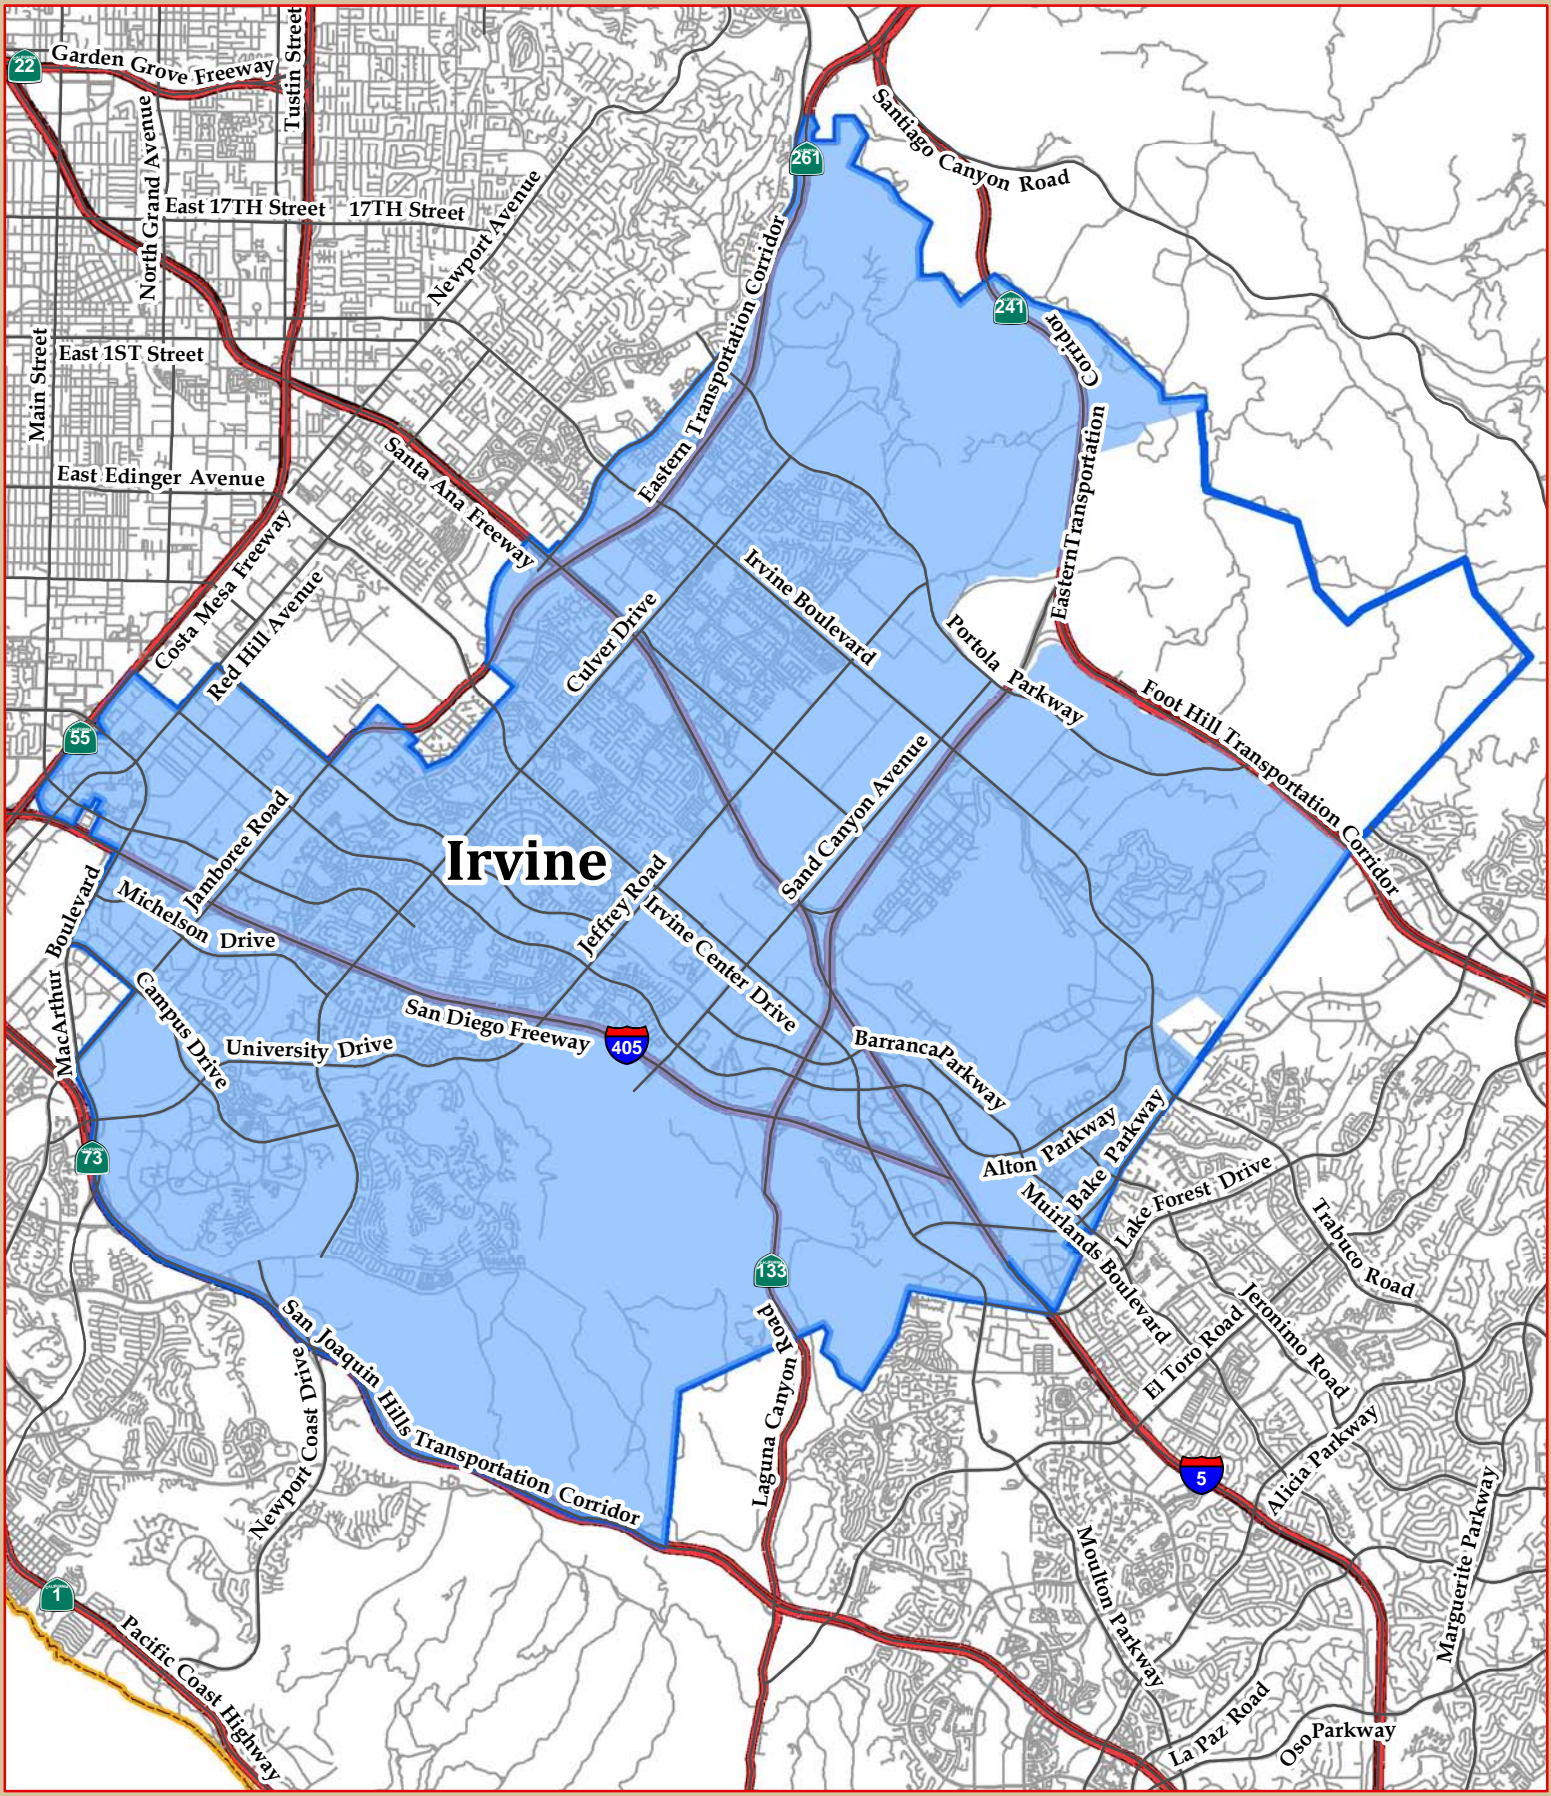 22
Garden Grove Freeway
Tustin Street
North Grand Avenue
Santiago Canyon Road
261
East 17TH Street
17TH Street
Newport Avenue
241
Corridor
Eastern Transportation Corridor
Main Street
East 1ST Street
Santa Ana Freeway
East Edinger Avenue
Eastern Transportation
Costa Mesa Freeway
Red Hill Avenue
Irvine Boulevard
Culver Drive
Portola Parkway
Foot Hill Transportation Corridor
55
Jamboree Road
Sand Canyon Avenue
Irvine
Jeffrey Road
MacArthur Boulevard
Michelson Drive
Irvine Center Drive
Campus Drive
San Diego Freeway
405
University Drive
Barranca Parkway
Alton Parkway
Bake Parkway
73
Muirlands Boulevard
Lake Forest Drive
Trabuco Road
133
Laguna Canyon Road
San Joaquin Hills Transportation Corridor
Newport Coast Drive
El Toro Road
Jeronimo Road
5
Alicia Parkway
Marguerite Parkway
Moulton Parkway
CALIFORNIA
1
Pacific Coast Highway
La Paz Road
Oso Parkway